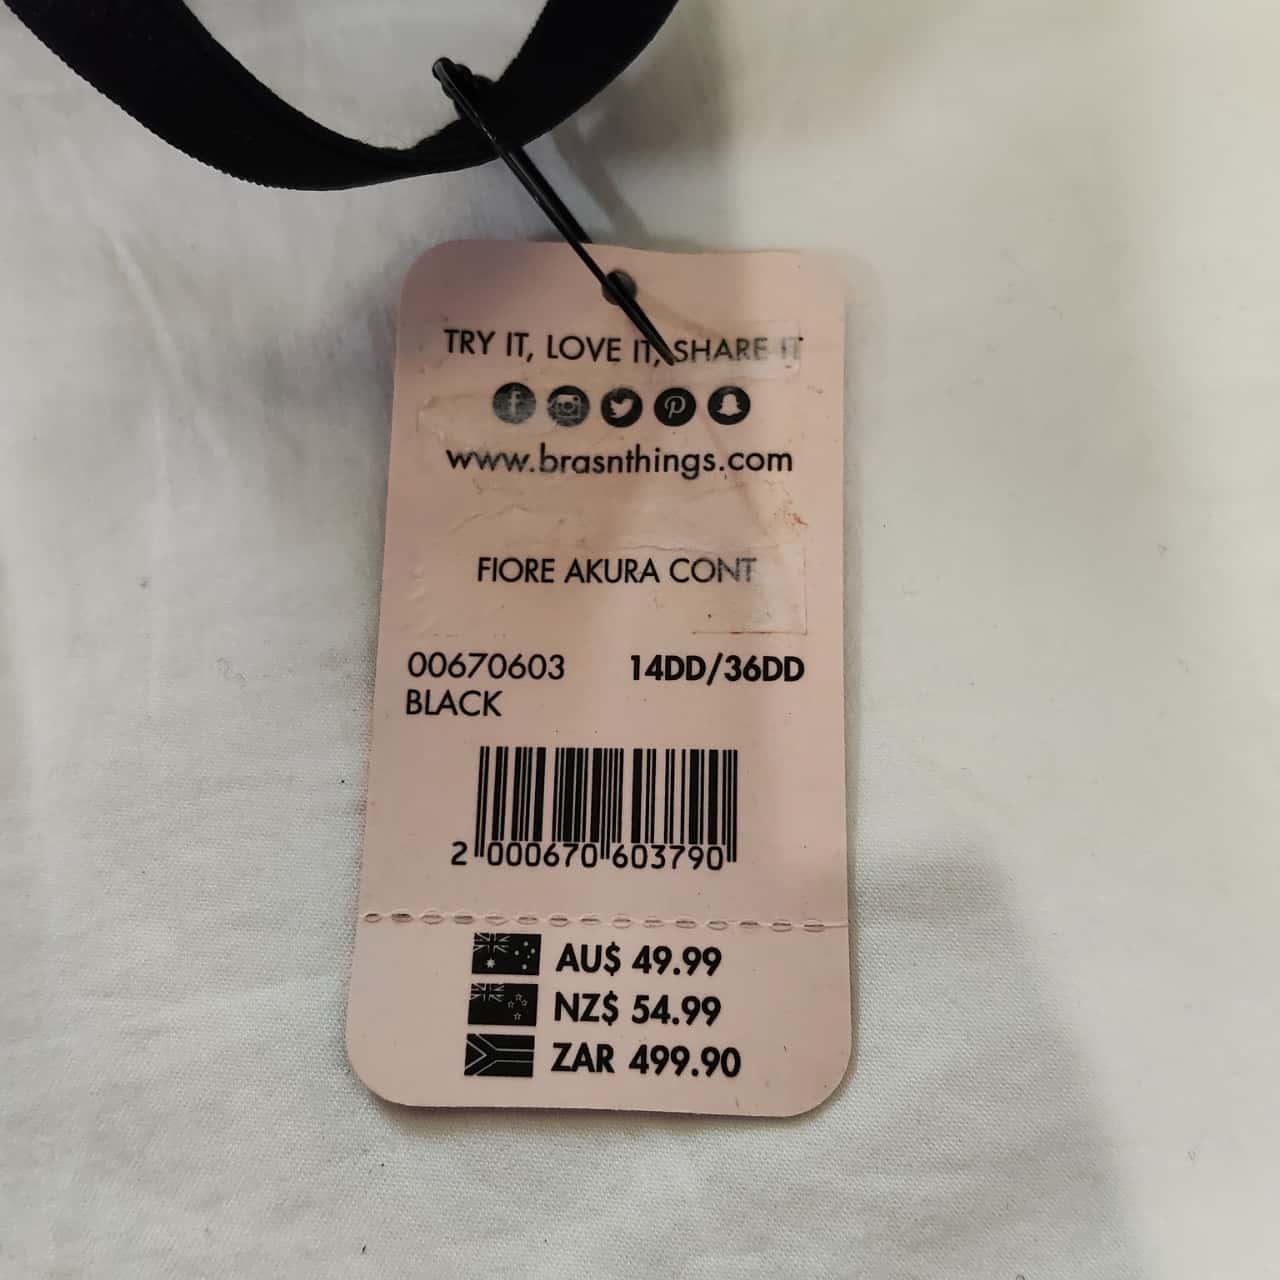 TRY IT, LOVE IT, SHARE IT
www.brasnthings.com
FIORE AKURA CONT
00670603 14DD/36DD
BLACK
2 000670 603790
AU$ 49.99
NZ$ 54.99
ZAR 499.90